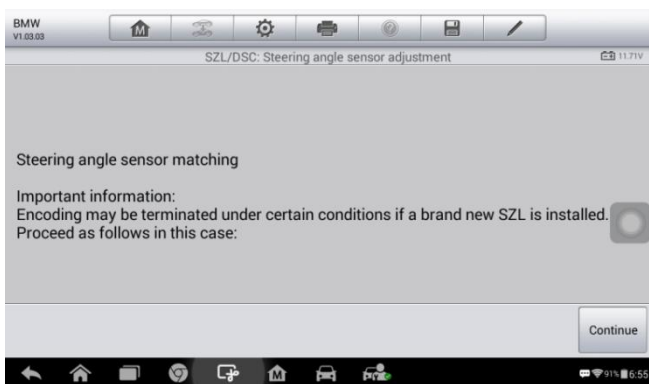 BMW
V1.03.03
SZL/DSC: Steering angle sensor adjustment
11.71V
Steering angle sensor matching
Important information:
Encoding may be terminated under certain conditions if a brand new SZL is installed.
Proceed as follows in this case:
Continue
91% 6:55